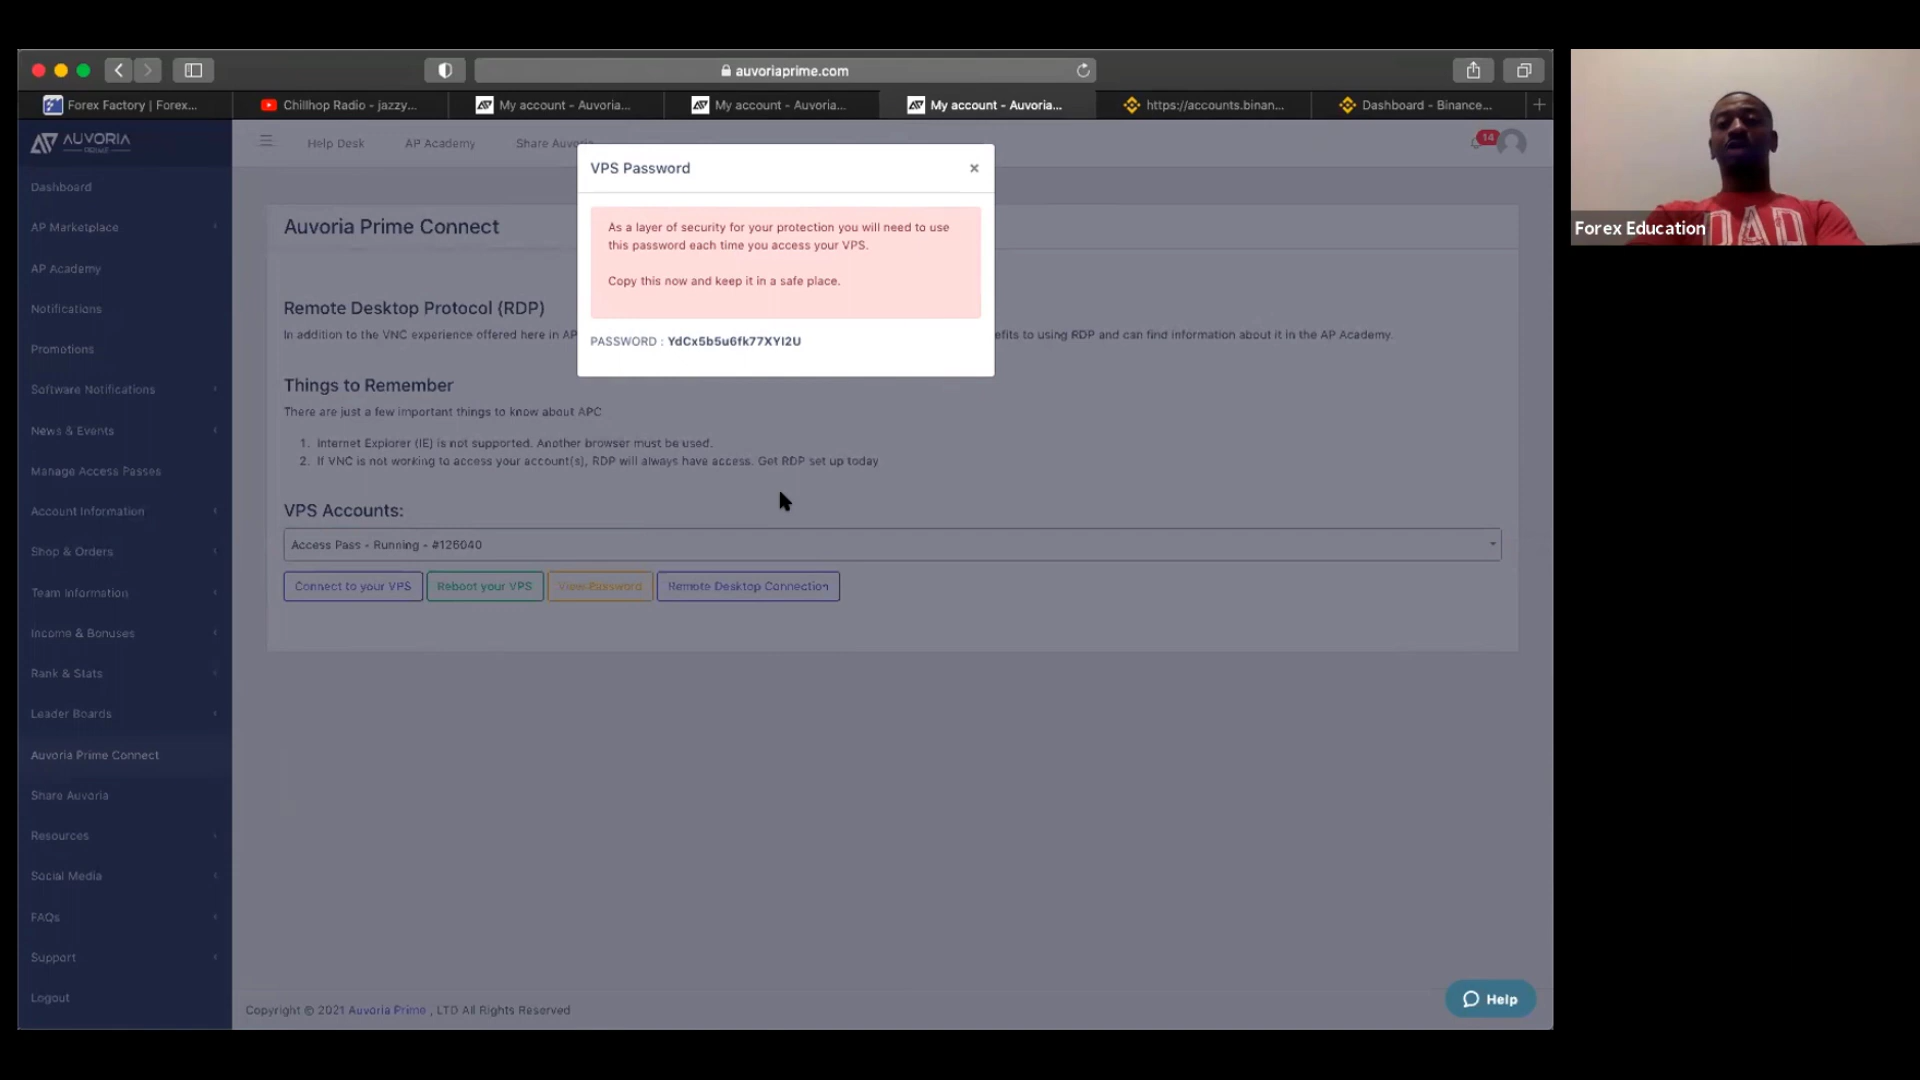 auvoriaprime.com
Forex Factory | Forex...
Chillhop Radio - jazzy...
My account - Auvoria...
My account - Auvoria...
My account - Auvoria...
https://accounts.binan...
Dashboard - Binance...
AUVORIA
PRIME
Help Desk
AP Academy
Share Auvoria
14
Dashboard
AP Marketplace
AP Academy
Notifications
Promotions
Software Notifications
News & Events
Manage Access Passes
Account Information
Shop & Orders
Team Information
Income & Bonuses
Rank & Stats
Leader Boards
Auvoria Prime Connect
Share Auvoria
Resources
Social Media
FAQs
Support
Logout
VPS Password
×
As a layer of security for your protection you will need to use
this password each time you access your VPS.
Copy this now and keep it in a safe place.
PASSWORD : YdCx5b5u6fk77XYI2U
Auvoria Prime Connect
Remote Desktop Protocol (RDP)
In addition to the VNC experience offered here in AP
efits to using RDP and can find information about it in the AP Academy.
Things to Remember
There are just a few important things to know about APC
1. Internet Explorer (IE) is not supported. Another browser must be used.
2. If VNC is not working to access your account(s), RDP will always have access. Get RDP set up today
VPS Accounts:
Access Pass - Running - #126040
Connect to your VPS
Reboot your VPS
View Password
Remote Desktop Connection
Copyright © 2021 Auvoria Prime , LTD All Rights Reserved
Help
Forex Education
DAD